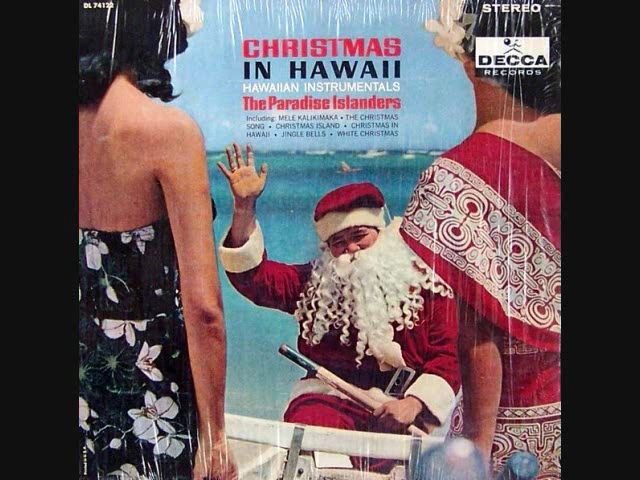 DL 74122
STEREO
DECCA
RECORDS
CHRISTMAS
IN HAWAII
HAWAIIAN INSTRUMENTALS
The Paradise Islanders
Including: MELE KALIKIMAKA • THE CHRISTMAS
SONG • CHRISTMAS ISLAND • CHRISTMAS IN
HAWAII • JINGLE BELLS • WHITE CHRISTMAS